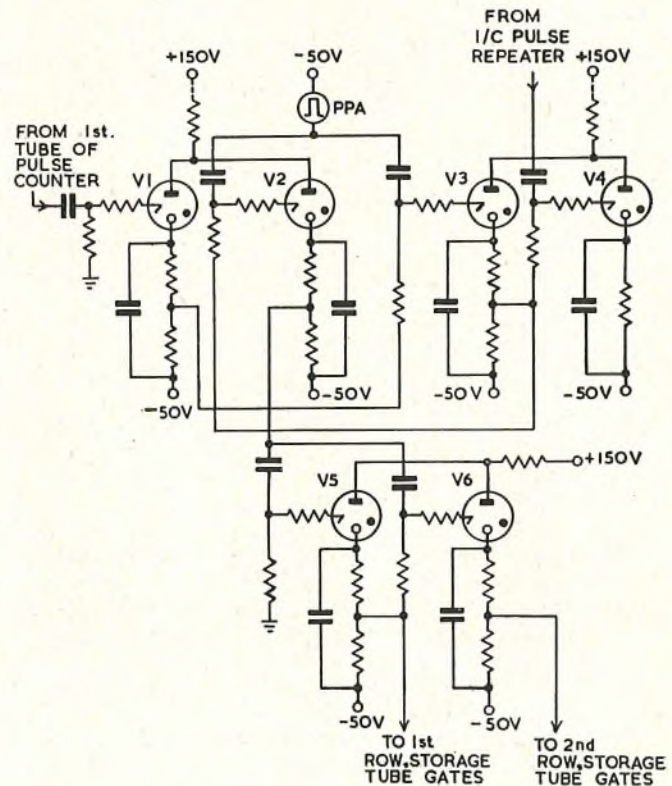 FROM
I/C PULSE
REPEATER
+150V
-50V
+150V
PPA
FROM 1st.
TUBE OF
PULSE
COUNTER
V1
V2
V3
V4
-50V
-50V
-50V
-50V
V5
V6
+150V
-50V
-50V
TO 1st
ROW,STORAGE
TUBE GATES
TO 2nd
ROW,STORAGE
TUBE GATES